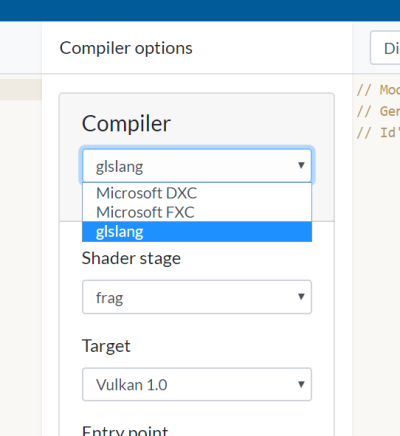 Compiler options
Di
// Mod
// Ger
// Id'
Compiler
glslang
Microsoft DXC
Microsoft FXC
glslang
Shader stage
frag
Target
Vulkan 1.0
Entry point